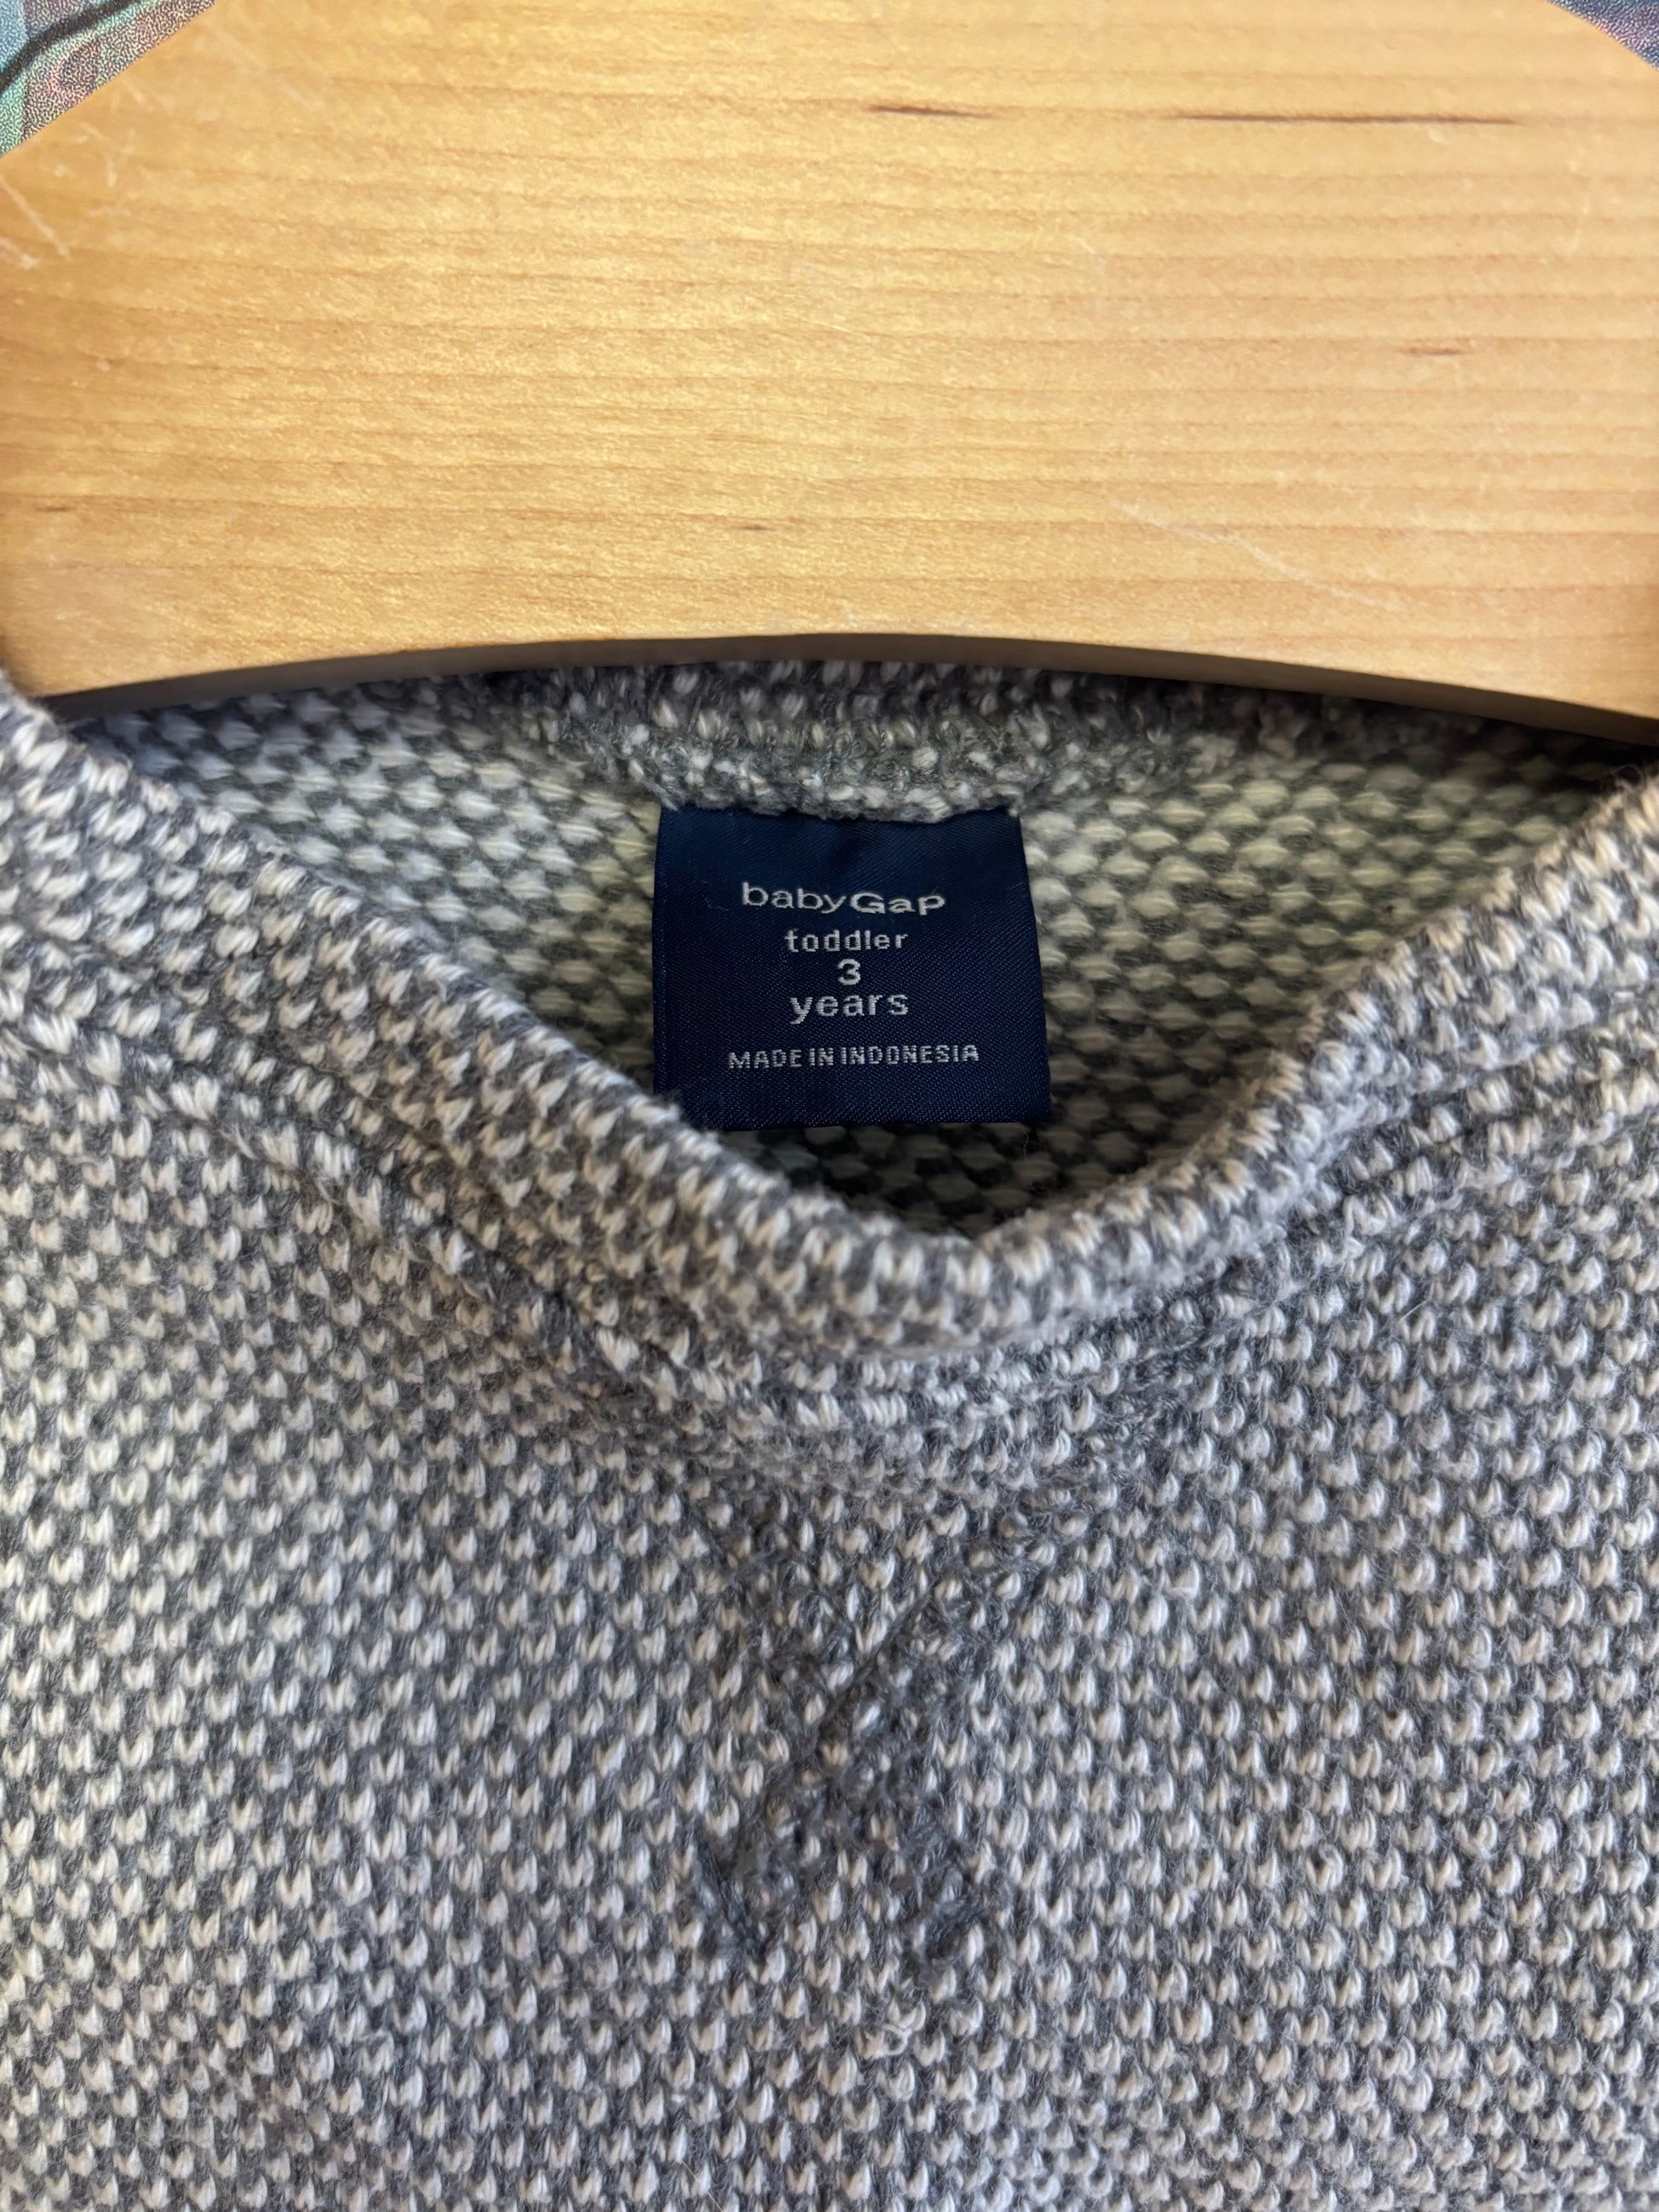 babyGap
toddler
3
years
MADE IN INDONESIA